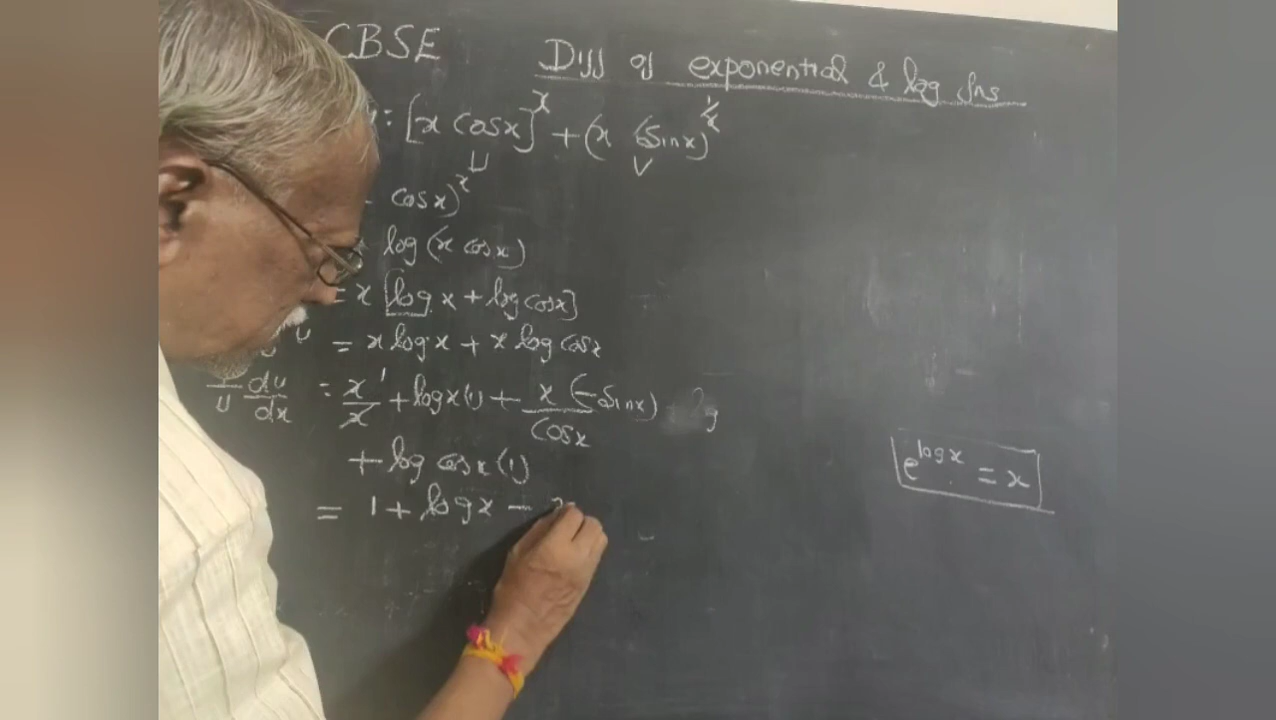 CBSE
Diff of exponential & log fns
: [x cosx]^x + (x sinx)^(1/x)
U V
cosx)^x
log (x cosx)
= x [log x + log cosx]
U = x log x + x log cosx
1/U du/dx = x/x 1 + log x (1) + x/cosx (-sinx)
+ log cosx (1)
= 1 + log x -
e^(log x) = x